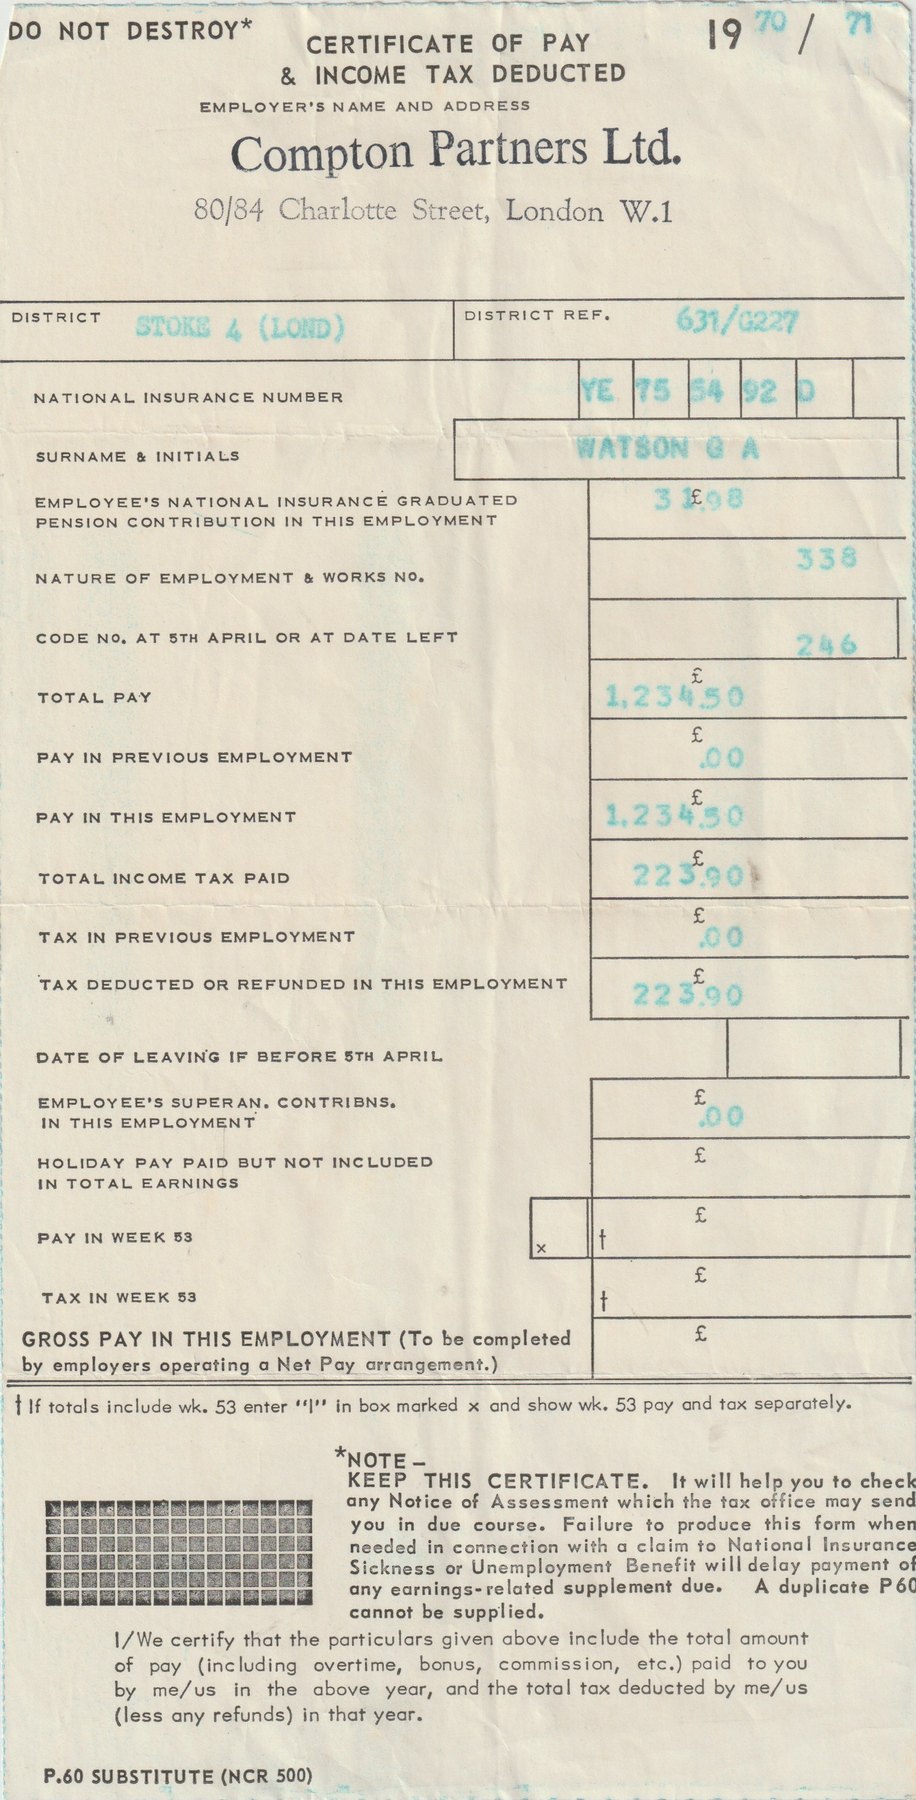 DO NOT DESTROY*
CERTIFICATE OF PAY
& INCOME TAX DEDUCTED
19 70 / 71
EMPLOYER'S NAME AND ADDRESS
Compton Partners Ltd.
80/84 Charlotte Street, London W.1
DISTRICT STOKE 4 (LOND) DISTRICT REF. 631/G227
NATIONAL INSURANCE NUMBER YE 75 54 92 D
SURNAME & INITIALS WATSON G A
EMPLOYEE'S NATIONAL INSURANCE GRADUATED
PENSION CONTRIBUTION IN THIS EMPLOYMENT £ 31.98
NATURE OF EMPLOYMENT & WORKS NO. 338
CODE NO. AT 5TH APRIL OR AT DATE LEFT 246
TOTAL PAY £ 1,234.50
PAY IN PREVIOUS EMPLOYMENT £ .00
PAY IN THIS EMPLOYMENT £ 1,234.50
TOTAL INCOME TAX PAID £ 223.90
TAX IN PREVIOUS EMPLOYMENT £ .00
TAX DEDUCTED OR REFUNDED IN THIS EMPLOYMENT £ 223.90
DATE OF LEAVING IF BEFORE 5TH APRIL
EMPLOYEE'S SUPERAN. CONTRIBNS.
IN THIS EMPLOYMENT £ .00
HOLIDAY PAY PAID BUT NOT INCLUDED
IN TOTAL EARNINGS £
PAY IN WEEK 53 x † £
TAX IN WEEK 53 † £
GROSS PAY IN THIS EMPLOYMENT (To be completed
by employers operating a Net Pay arrangement.) £
† If totals include wk. 53 enter "1" in box marked x and show wk. 53 pay and tax separately.
*NOTE –
KEEP THIS CERTIFICATE. It will help you to check
any Notice of Assessment which the tax office may send
you in due course. Failure to produce this form when
needed in connection with a claim to National Insurance
Sickness or Unemployment Benefit will delay payment of
any earnings-related supplement due. A duplicate P60
cannot be supplied.
I/We certify that the particulars given above include the total amount
of pay (including overtime, bonus, commission, etc.) paid to you
by me/us in the above year, and the total tax deducted by me/us
(less any refunds) in that year.
P.60 SUBSTITUTE (NCR 500)